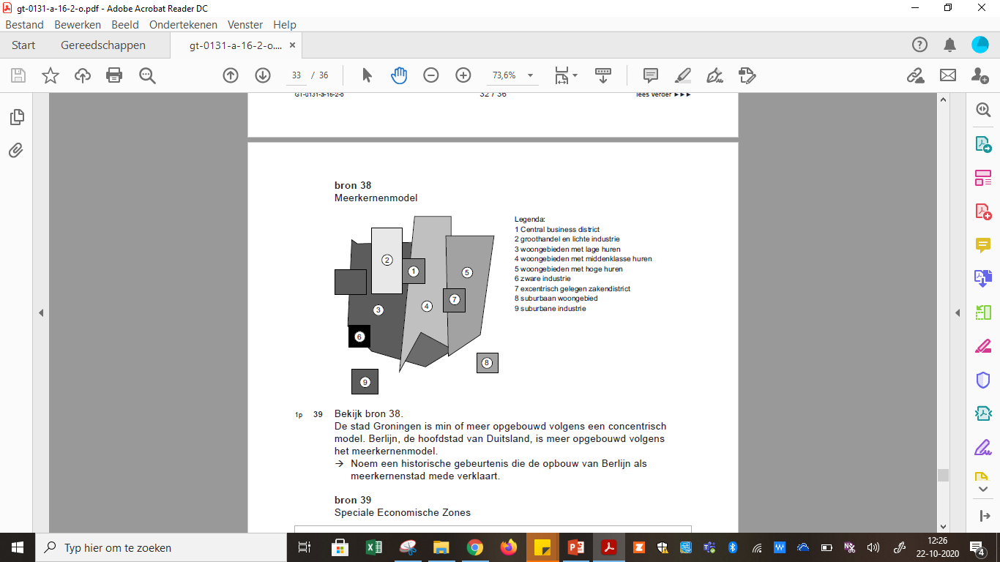 gt-0131-a-16-2-o.pdf - Adobe Acrobat Reader DC
Bestand Bewerken Beeld Ondertekenen Venster Help
Start Gereedschappen gt-0131-a-16-2-o.... ×
33 / 36 73,6%
GT-0131-a-16-2-o 32 / 36 lees verder ►►►
bron 38
Meerkernenmodel
2
1
5
7
3
4
6
8
9
Legenda:
1 Central business district
2 groothandel en lichte industrie
3 woongebieden met lage huren
4 woongebieden met middenklasse huren
5 woongebieden met hoge huren
6 zware industrie
7 excentrisch gelegen zakendistrict
8 suburbaan woongebied
9 suburbane industrie
1p 39 Bekijk bron 38.
De stad Groningen is min of meer opgebouwd volgens een concentrisch
model. Berlijn, de hoofdstad van Duitsland, is meer opgebouwd volgens
het meerkernenmodel.
→ Noem een historische gebeurtenis die de opbouw van Berlijn als
meerkernenstad mede verklaart.
bron 39
Speciale Economische Zones
Typ hier om te zoeken
12:26
22-10-2020
4